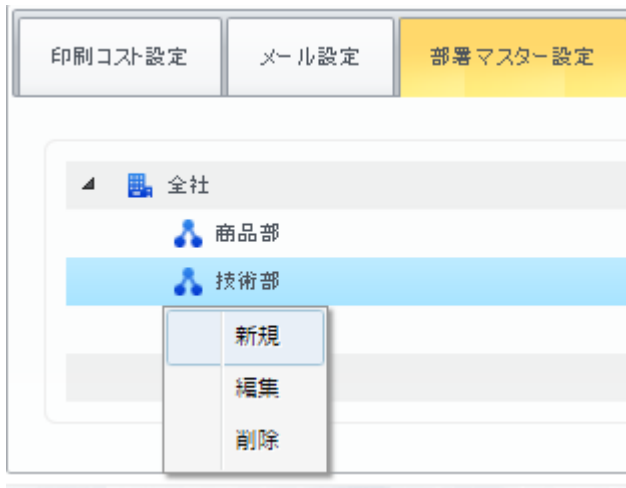 印刷コスト設定
メール設定
部署マスター設定
全社
商品部
技術部
新規
編集
削除